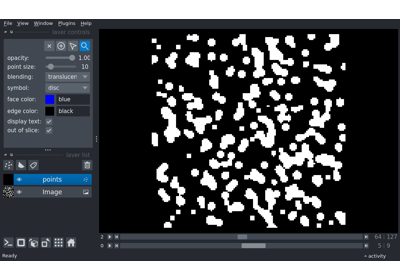 File View Window Plugins Help
layer controls
opacity: 1.00
point size: 10
blending: translucen
symbol: disc
face color: blue
edge color: black
display text:
out of slice:
layer list
points
Image
2 64 127
0 5 9
Ready activity